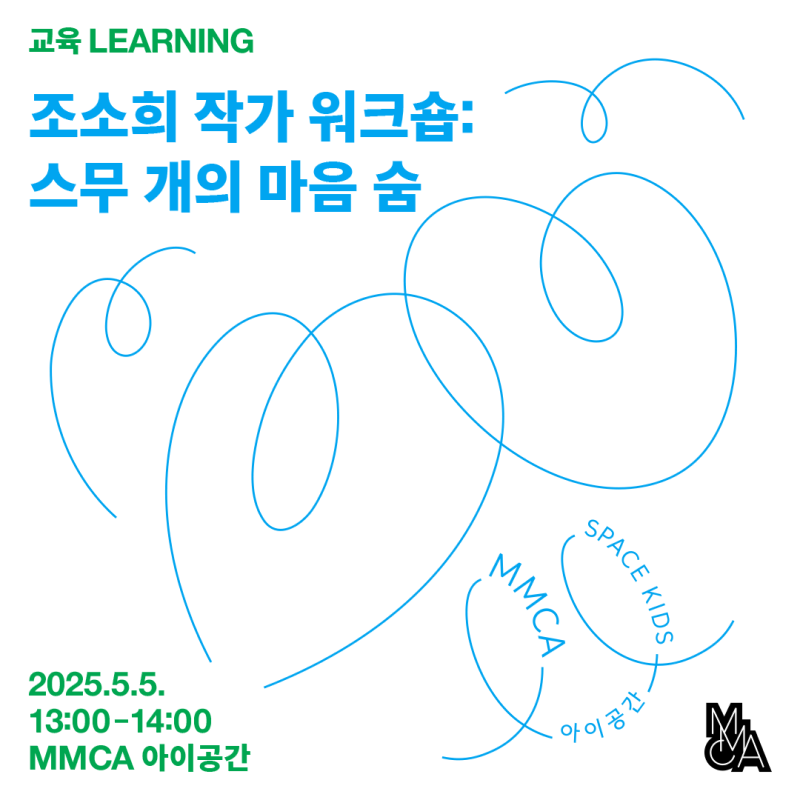 교육 LEARNING
조소희 작가 워크숍:
스무 개의 마음 숨
SPACE KIDS
MMCA
아이공간
2025.5.5.
13:00-14:00
MMCA 아이공간
MMCA